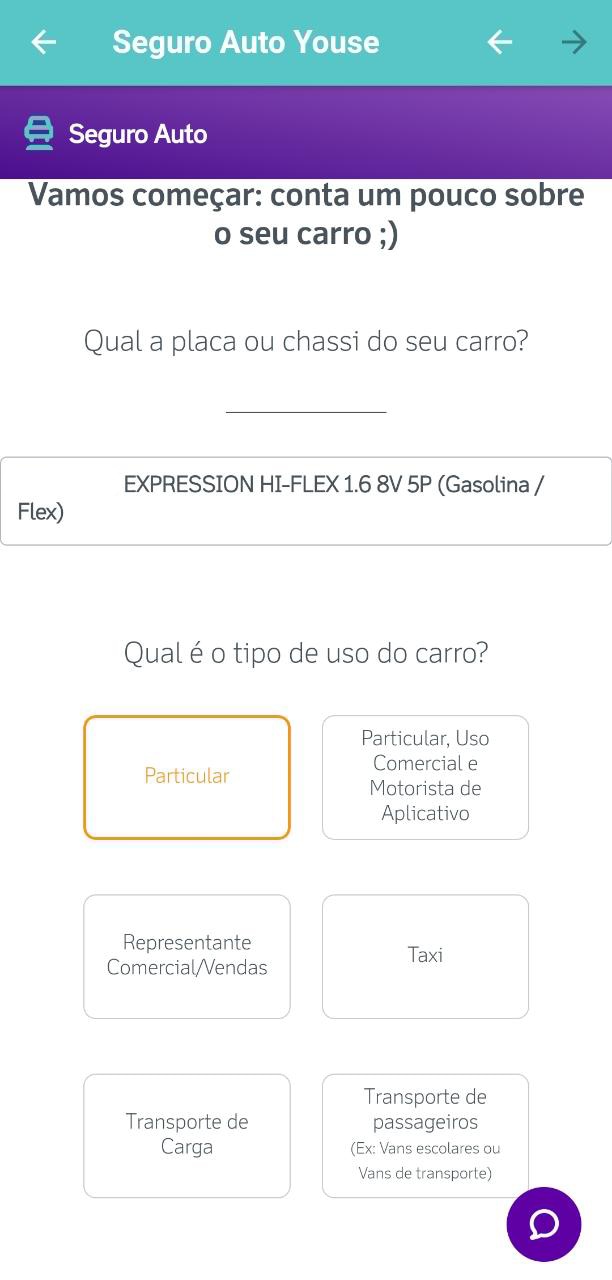 Seguro Auto Youse
Seguro Auto
Vamos começar: conta um pouco sobre
o seu carro ;)
Qual a placa ou chassi do seu carro?
EXPRESSION HI-FLEX 1.6 8V 5P (Gasolina /
Flex)
Qual é o tipo de uso do carro?
Particular
Particular, Uso
Comercial e
Motorista de
Aplicativo
Representante
Comercial/Vendas
Taxi
Transporte de
Carga
Transporte de
passageiros
(Ex: Vans escolares ou
Vans de transporte)